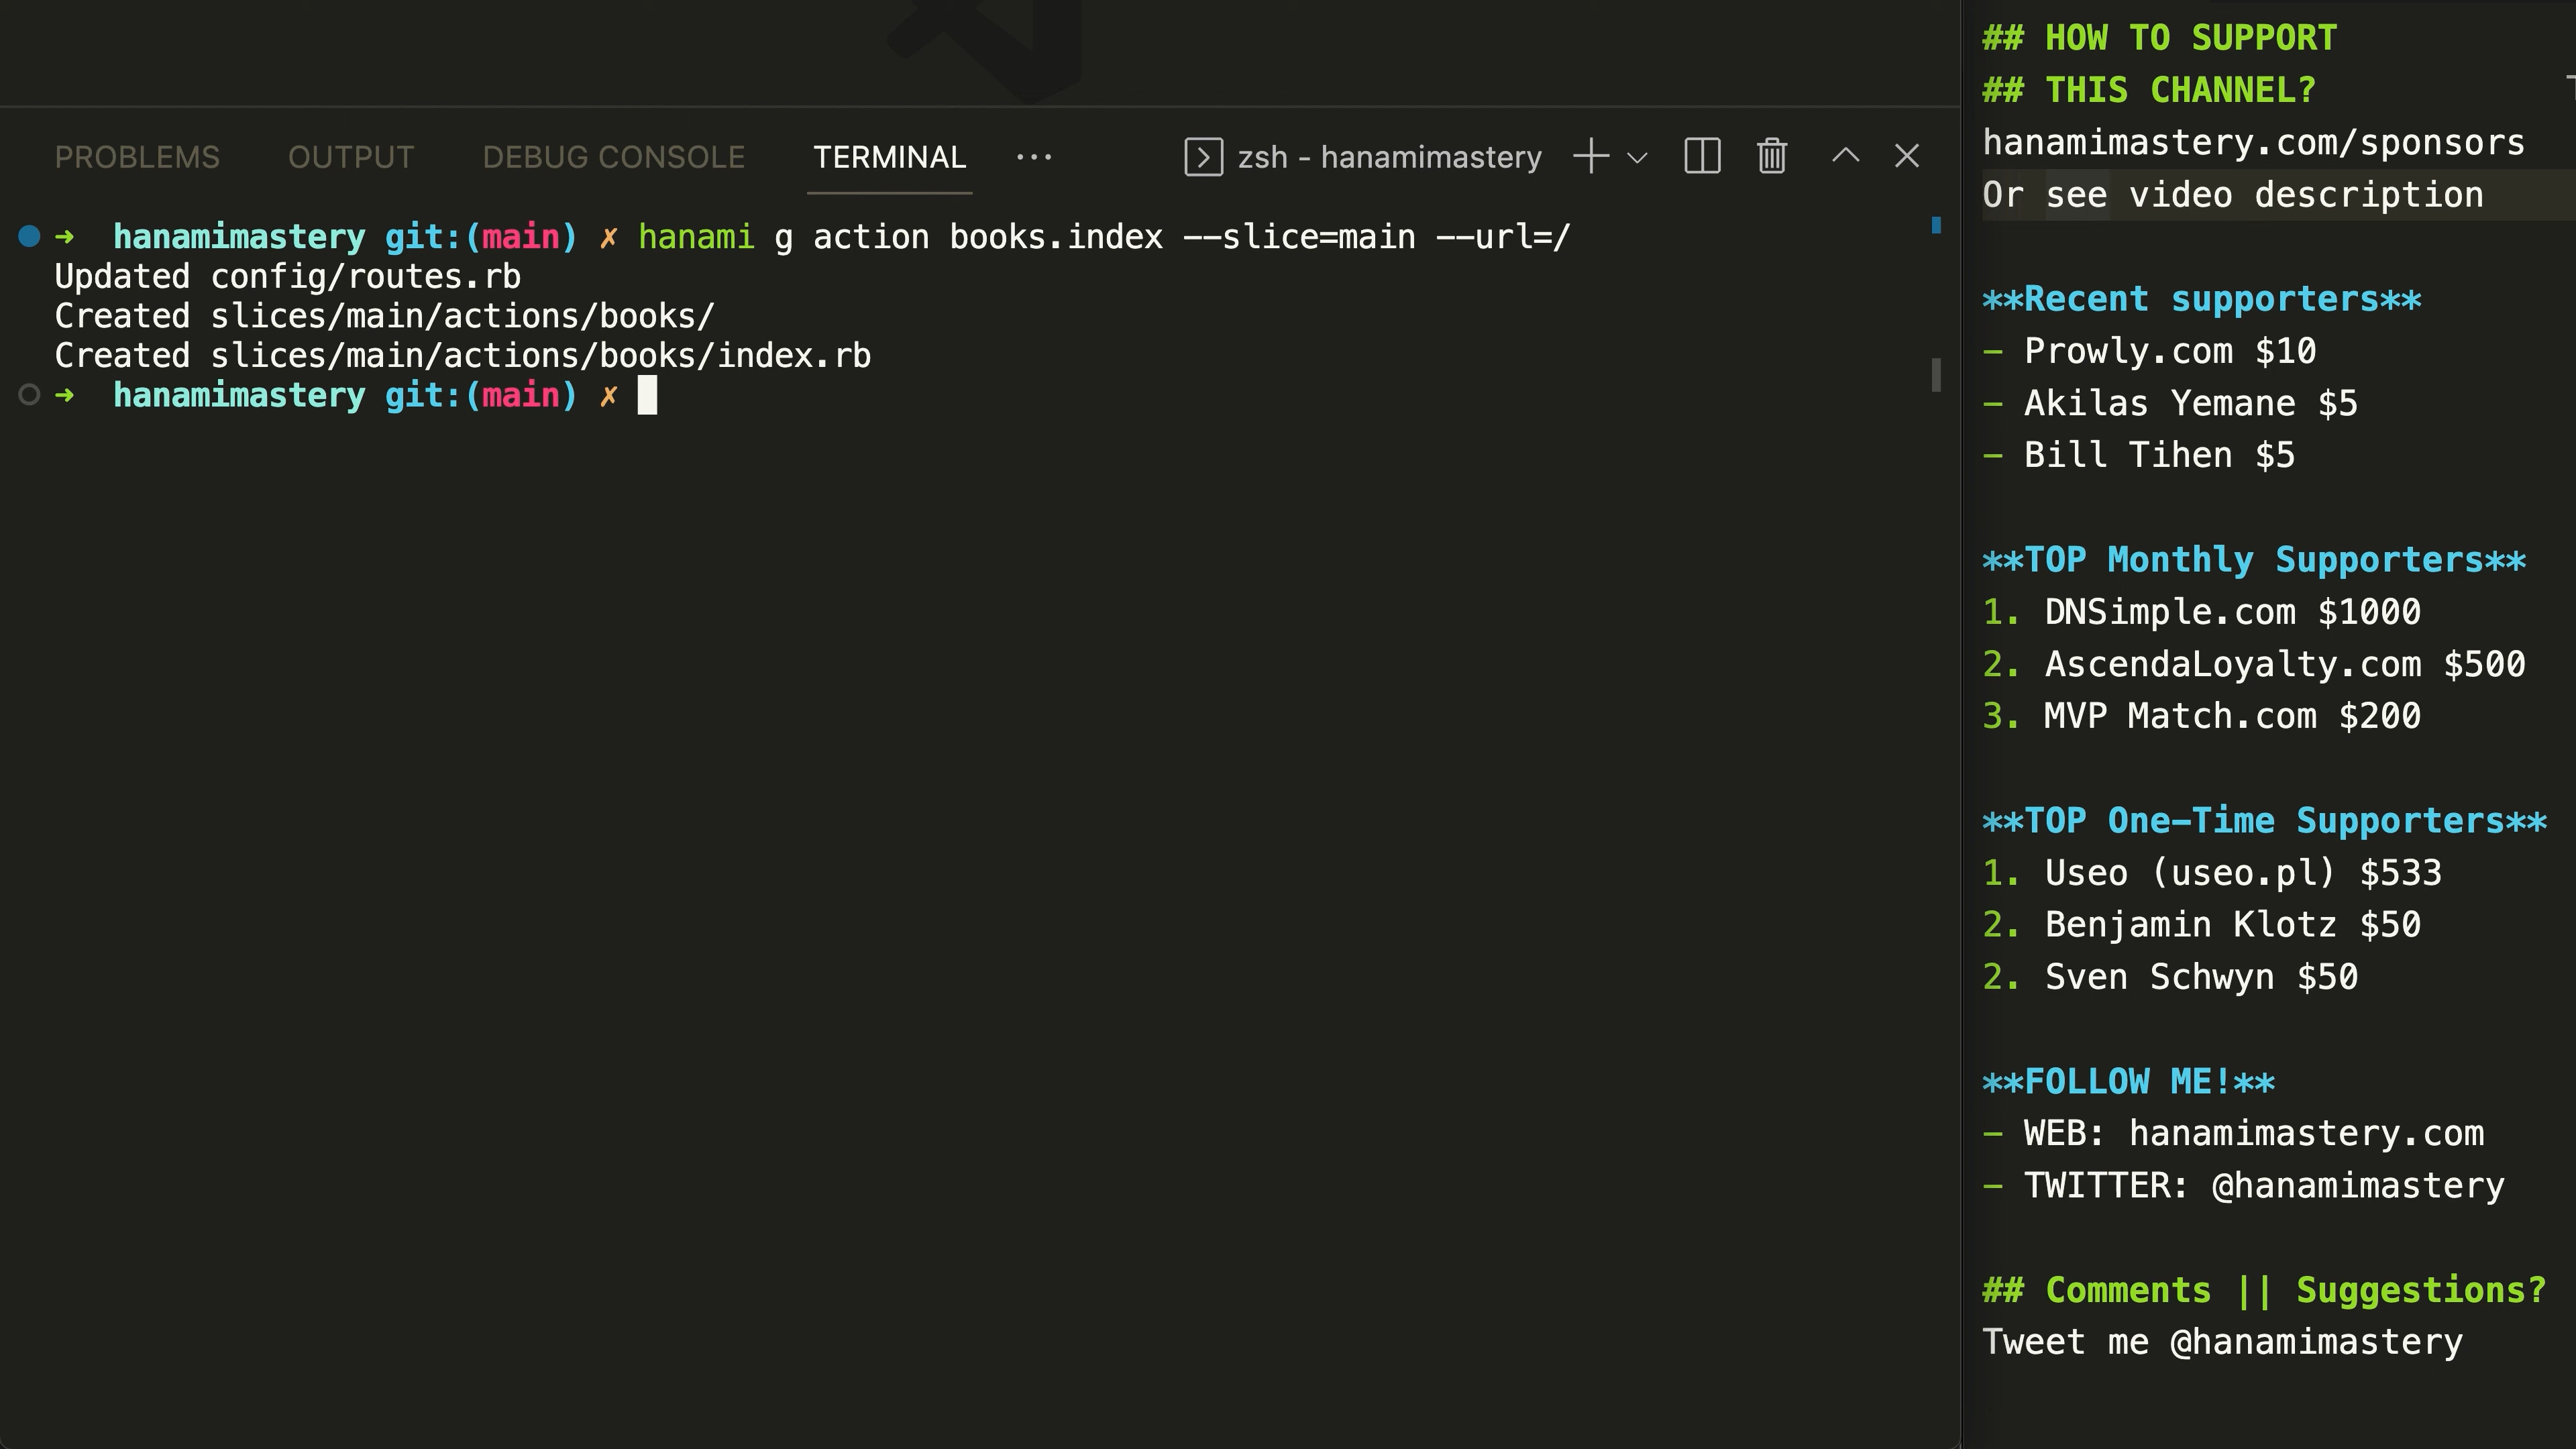 PROBLEMS OUTPUT DEBUG CONSOLE TERMINAL ··· zsh - hanamimastery
➜ hanamimastery git:(main) ✗ hanami g action books.index --slice=main --url=/
Updated config/routes.rb
Created slices/main/actions/books/
Created slices/main/actions/books/index.rb
➜ hanamimastery git:(main) ✗
## HOW TO SUPPORT
## THIS CHANNEL?
hanamimastery.com/sponsors
Or see video description
**Recent supporters**
- Prowly.com $10
- Akilas Yemane $5
- Bill Tihen $5
**TOP Monthly Supporters**
1. DNSimple.com $1000
2. AscendaLoyalty.com $500
3. MVP Match.com $200
**TOP One-Time Supporters**
1. Useo (useo.pl) $533
2. Benjamin Klotz $50
2. Sven Schwyn $50
**FOLLOW ME!**
- WEB: hanamimastery.com
- TWITTER: @hanamimastery
## Comments || Suggestions?
Tweet me @hanamimastery